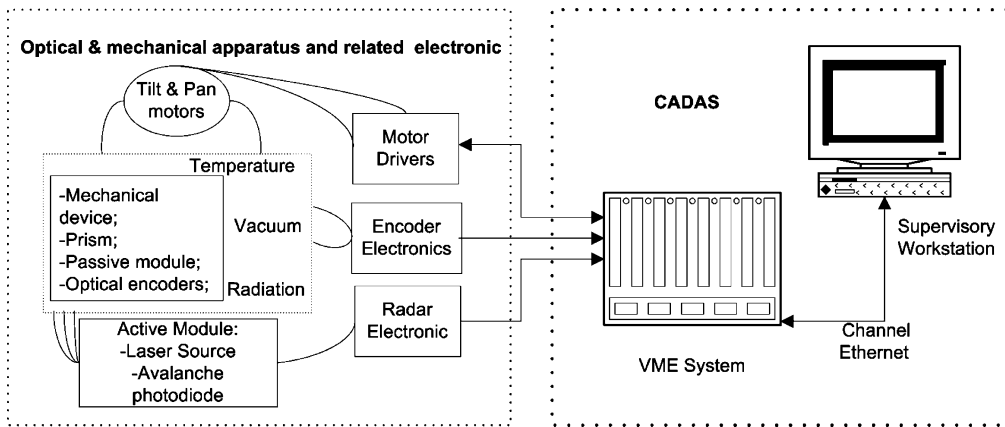 Optical & mechanical apparatus and related electronic
Tilt & Pan
motors
Motor
Drivers
Temperature
-Mechanical
device;
-Prism;
-Passive module;
-Optical encoders;
Vacuum
Radiation
Encoder
Electronics
Radar
Electronic
Active Module:
-Laser Source
-Avalanche
photodiode
CADAS
VME System
Supervisory
Workstation
Channel
Ethernet